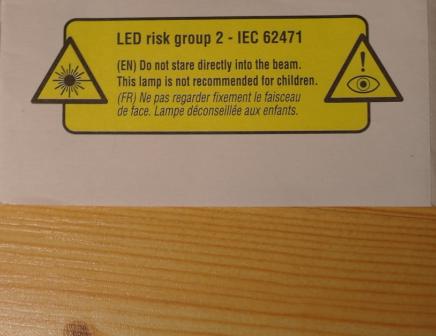 LED risk group 2 - IEC 62471
(EN) Do not stare directly into the beam.
This lamp is not recommended for children.
(FR) Ne pas regarder fixement le faisceau
de face. Lampe déconseillée aux enfants.